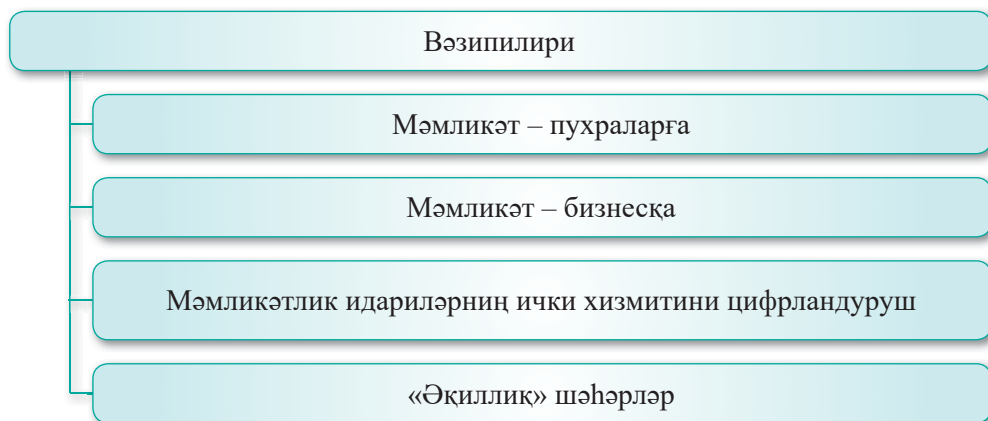 Вәзипилири
Мәмликәт – пухраларға
Мәмликәт – бизнесқа
Мәмликәтлик идариләрниң ички хизмитини цифрландуруш
«Әқиллиқ» шәһәрләр